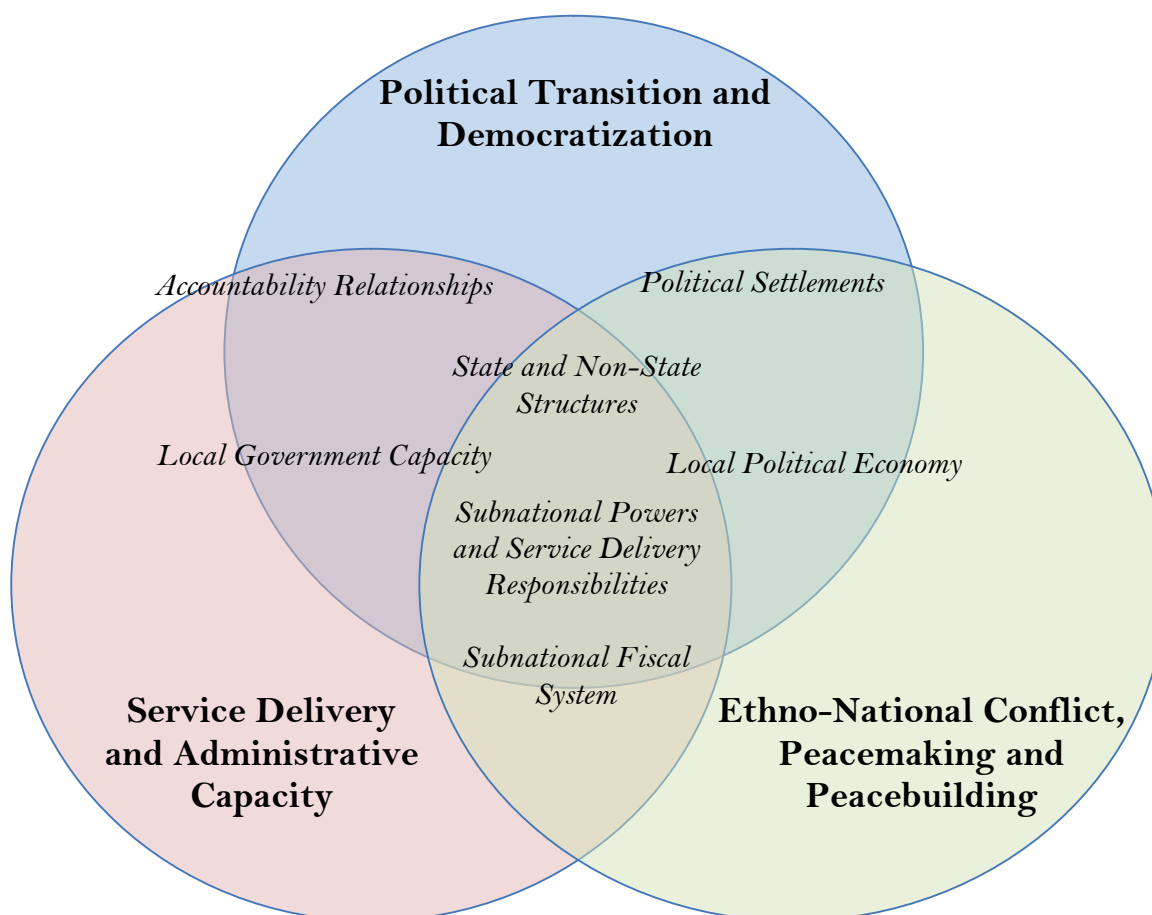 Political Transition and
Democratization
Accountability Relationships
Political Settlements
State and Non-State
Structures
Local Government Capacity
Local Political Economy
Subnational Powers
and Service Delivery
Responsibilities
Subnational Fiscal
System
Service Delivery
and Administrative
Capacity
Ethno-National Conflict,
Peacemaking and
Peacebuilding